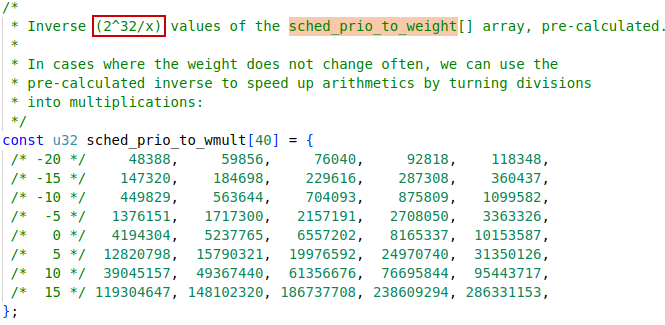 /*
 * Inverse (2^32/x) values of the sched_prio_to_weight[] array, pre-calculated.
 *
 * In cases where the weight does not change often, we can use the
 * pre-calculated inverse to speed up arithmetics by turning divisions
 * into multiplications:
 */
const u32 sched_prio_to_wmult[40] = {
 /* -20 */     48388,     59856,     76040,     92818,    118348,
 /* -15 */    147320,    184698,    229616,    287308,    360437,
 /* -10 */    449829,    563644,    704093,    875809,   1099582,
 /*  -5 */   1376151,   1717300,   2157191,   2708050,   3363326,
 /*   0 */   4194304,   5237765,   6557202,   8165337,  10153587,
 /*   5 */  12820798,  15790321,  19976592,  24970740,  31350126,
 /*  10 */  39045157,  49367440,  61356676,  76695844,  95443717,
 /*  15 */ 119304647, 148102320, 186737708, 238609294, 286331153,
};